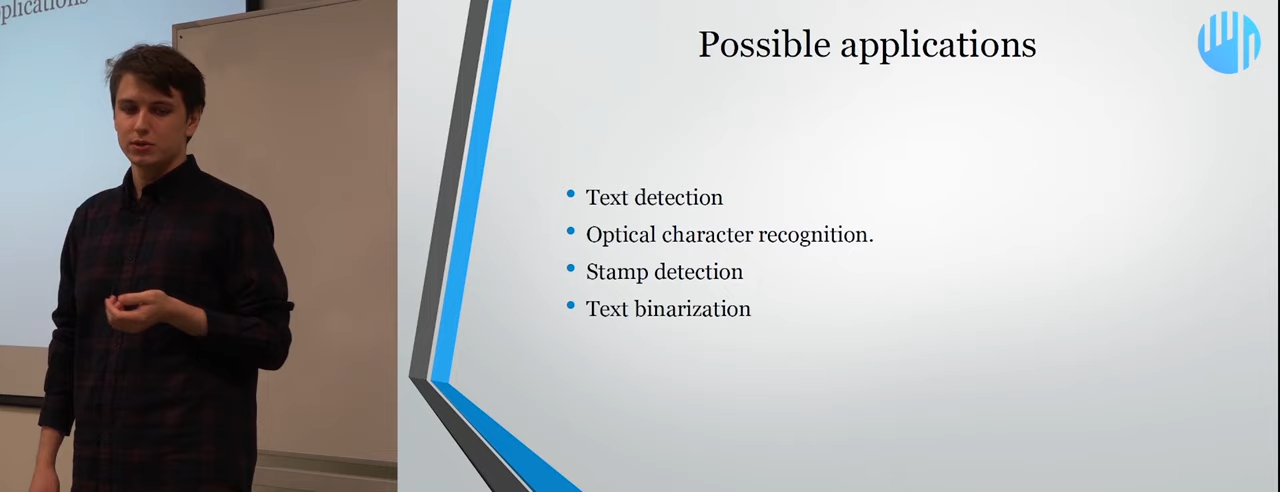 plications
Possible applications
Text detection
Optical character recognition.
Stamp detection
Text binarization